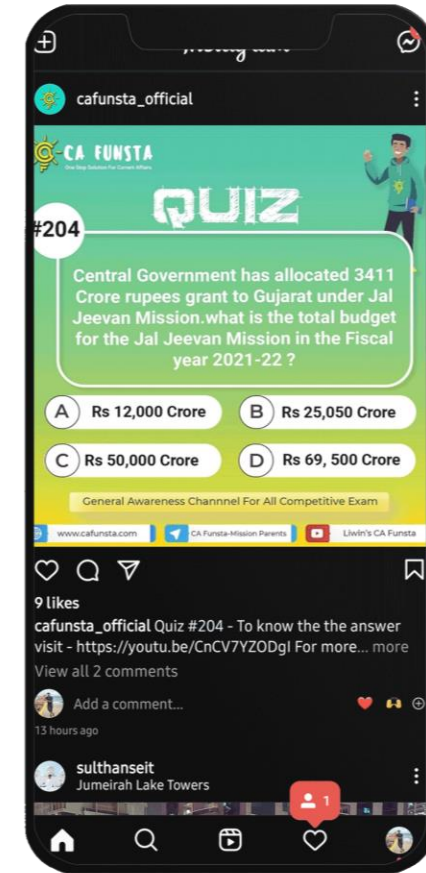 cafunsta_official
CA FUNSTA
One Stop Solution For Current Affairs
QUIZ
#204
Central Government has allocated 3411
Crore rupees grant to Gujarat under Jal
Jeevan Mission.what is the total budget
for the Jal Jeevan Mission in the Fiscal
year 2021-22 ?
A Rs 12,000 Crore
B Rs 25,050 Crore
C Rs 50,000 Crore
D Rs 69, 500 Crore
General Awareness Channnel For All Competitive Exam
www.cafunsta.com
CA Funsta-Mission Parents
Liwin's CA Funsta
9 likes
cafunsta_official Quiz #204 - To know the the answer
visit - https://youtu.be/CnCV7YZODgI For more... more
View all 2 comments
Add a comment...
13 hours ago
sulthanseit
Jumeirah Lake Towers
1